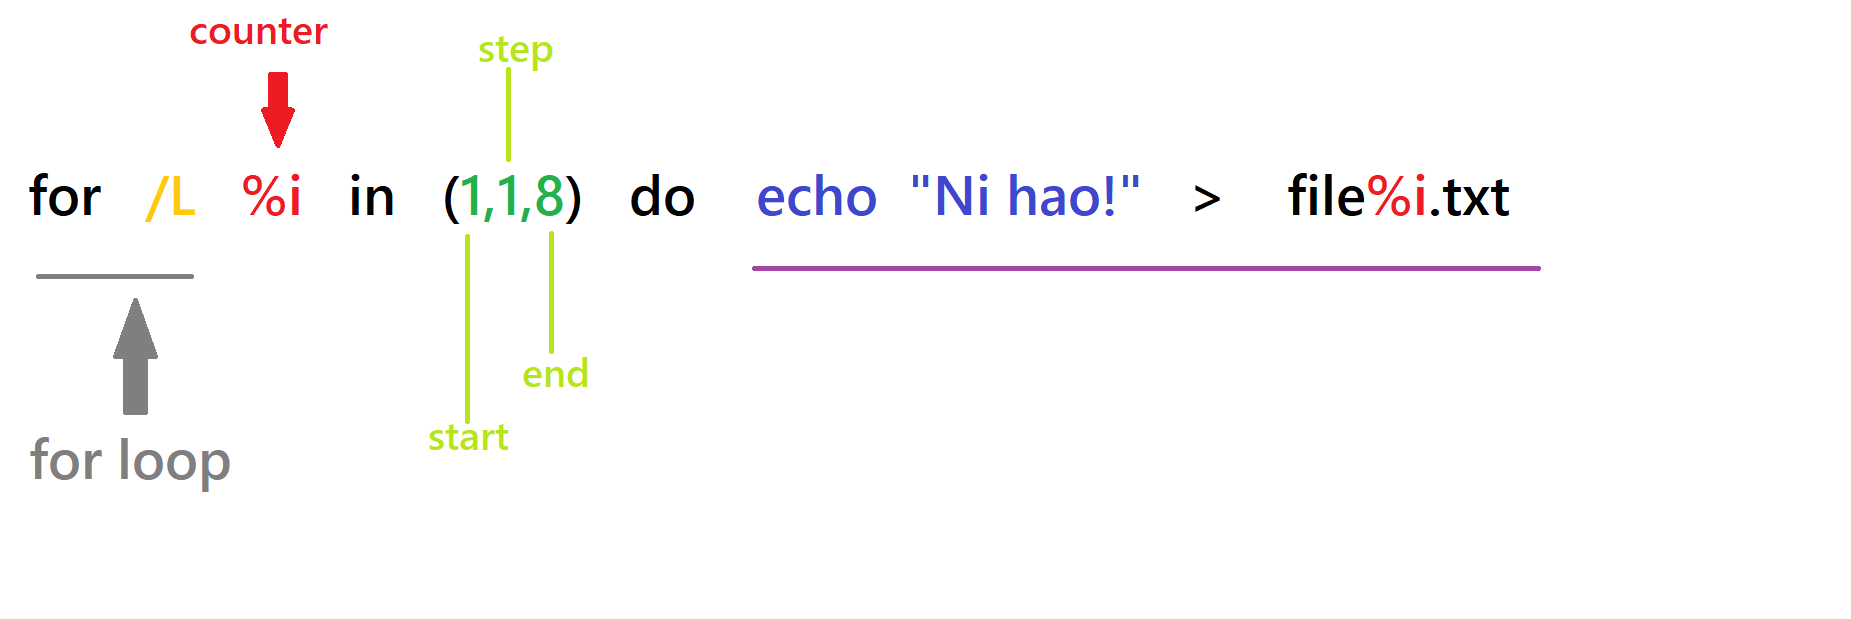 counter
step
for /L %i in (1,1,8) do echo "Ni hao!" > file%i.txt
end
start
for loop